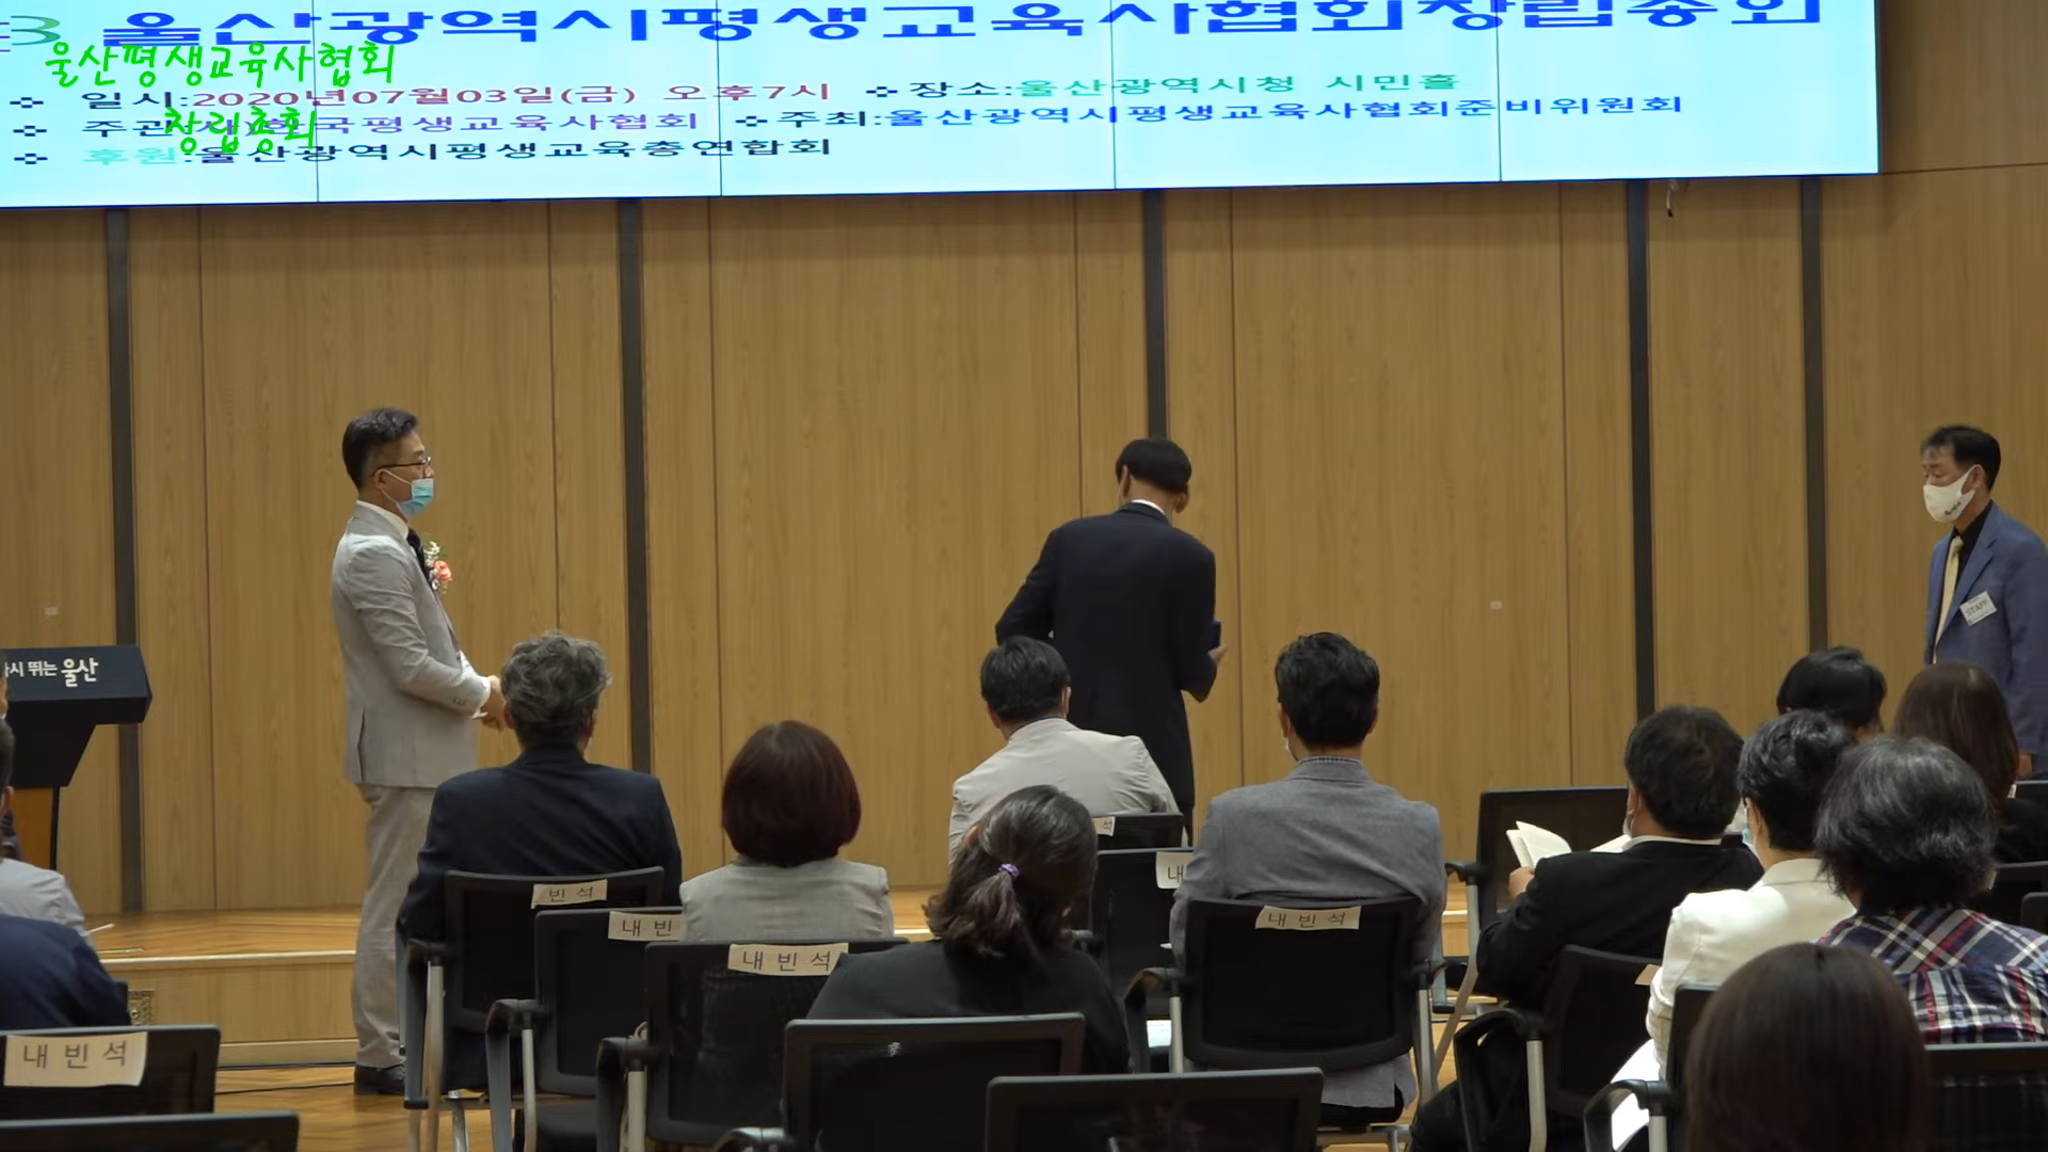 3 울산광역시평생교육사협회창립총회
울산평생교육사협회
창립총회
❖ 일시:2020년07월03일(금) 오후7시 ❖장소:울산광역시청 시민홀
❖ 주관 국평생교육사협회 ❖주최:울산광역시평생교육사협회준비위원회
❖ 후원:울산광역시평생교육총연합회
시 뛰는 울산
STAFF
석
내
빈 석
내 빈
내 빈 석
내 빈 석
내 빈 석